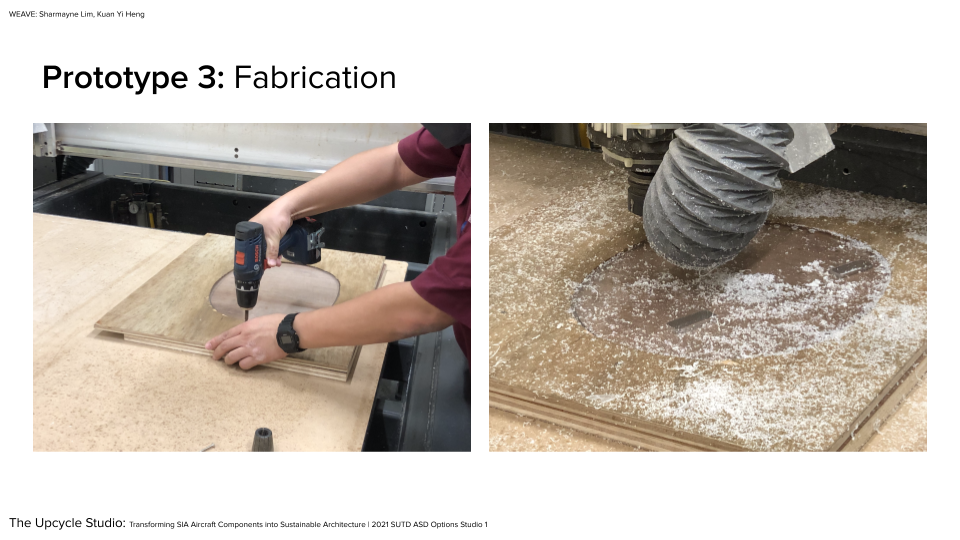 WEAVE: Sharmayne Lim, Kuan Yi Heng
Prototype 3: Fabrication
BOSCH
The Upcycle Studio: Transforming SIA Aircraft Components into Sustainable Architecture | 2021 SUTD ASD Options Studio 1